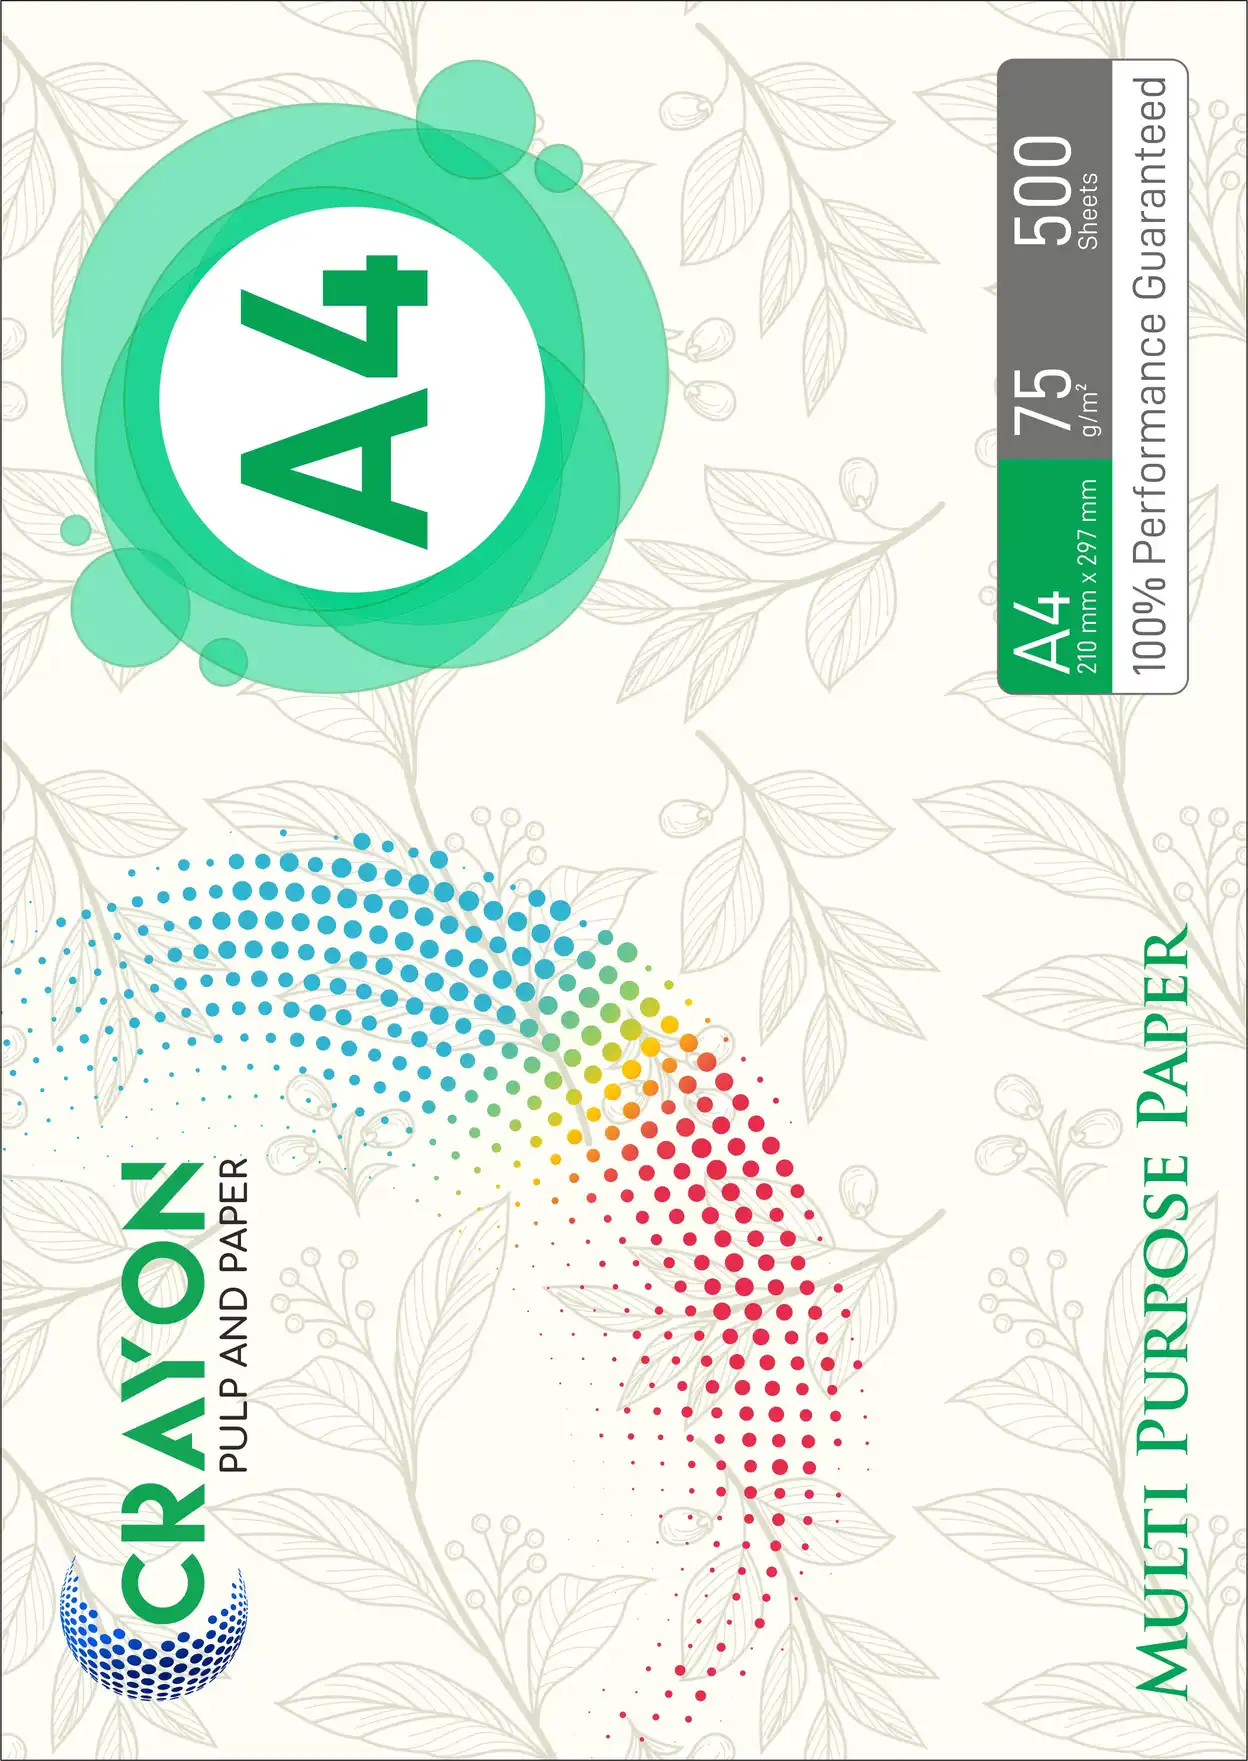 CRAYON
PULP AND PAPER
A4
MULTI PURPOSE PAPER
A4
210 mm x 297 mm
75
g/m²
500
Sheets
100% Performance Guaranteed